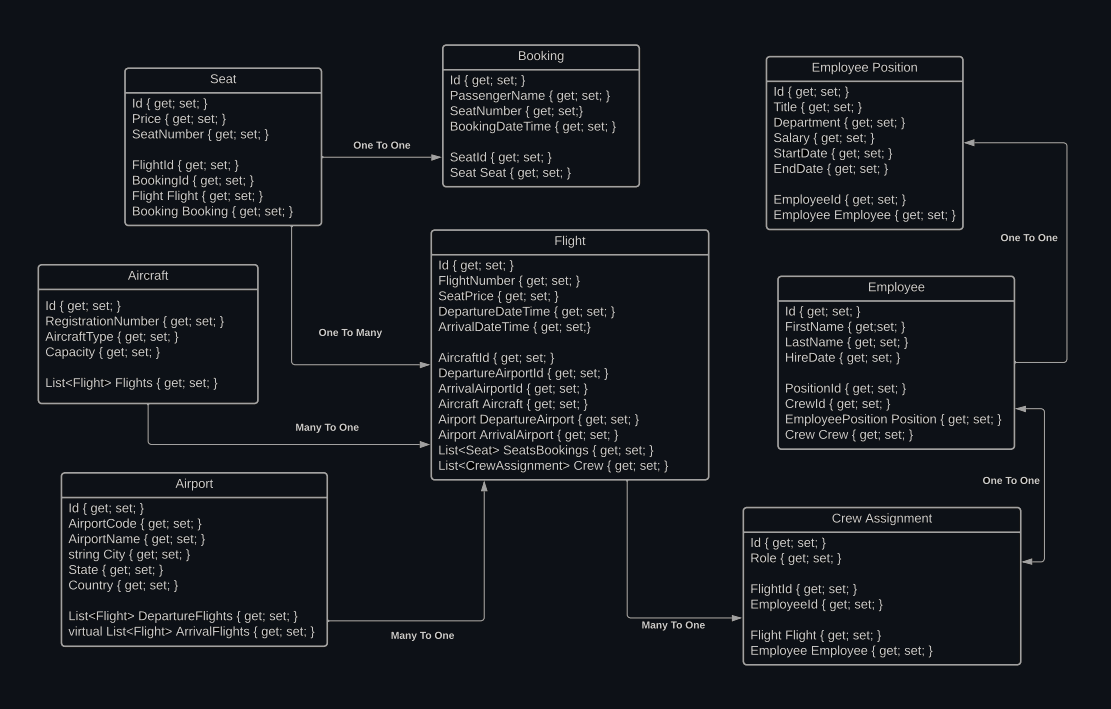 Seat
Id { get; set; }
Price { get; set; }
SeatNumber { get; set; }
FlightId { get; set; }
BookingId { get; set; }
Flight Flight { get; set; }
Booking Booking { get; set; }
One To One
Booking
Id { get; set; }
PassengerName { get; set; }
SeatNumber { get; set;}
BookingDateTime { get; set; }
SeatId { get; set; }
Seat Seat { get; set; }
Employee Position
Id { get; set; }
Title { get; set; }
Department { get; set; }
Salary { get; set; }
StartDate { get; set; }
EndDate { get; set; }
EmployeeId { get; set; }
Employee Employee { get; set; }
One To One
Aircraft
Id { get; set; }
RegistrationNumber { get; set; }
AircraftType { get; set; }
Capacity { get; set; }
List<Flight> Flights { get; set; }
One To Many
Many To One
Flight
Id { get; set; }
FlightNumber { get; set; }
SeatPrice { get; set; }
DepartureDateTime { get; set; }
ArrivalDateTime { get; set;}
AircraftId { get; set; }
DepartureAirportId { get; set; }
ArrivalAirportId { get; set; }
Aircraft Aircraft { get; set; }
Airport DepartureAirport { get; set; }
Airport ArrivalAirport { get; set; }
List<Seat> SeatsBookings { get; set; }
List<CrewAssignment> Crew { get; set; }
Employee
Id { get; set; }
FirstName { get;set; }
LastName { get; set; }
HireDate { get; set; }
PositionId { get; set; }
CrewId { get; set; }
EmployeePosition Position { get; set; }
Crew Crew { get; set; }
One To One
Airport
Id { get; set; }
AirportCode { get; set; }
AirportName { get; set; }
string City { get; set; }
State { get; set; }
Country { get; set; }
List<Flight> DepartureFlights { get; set; }
virtual List<Flight> ArrivalFlights { get; set; }
Many To One
Many To One
Crew Assignment
Id { get; set; }
Role { get; set; }
FlightId { get; set; }
EmployeeId { get; set; }
Flight Flight { get; set; }
Employee Employee { get; set; }